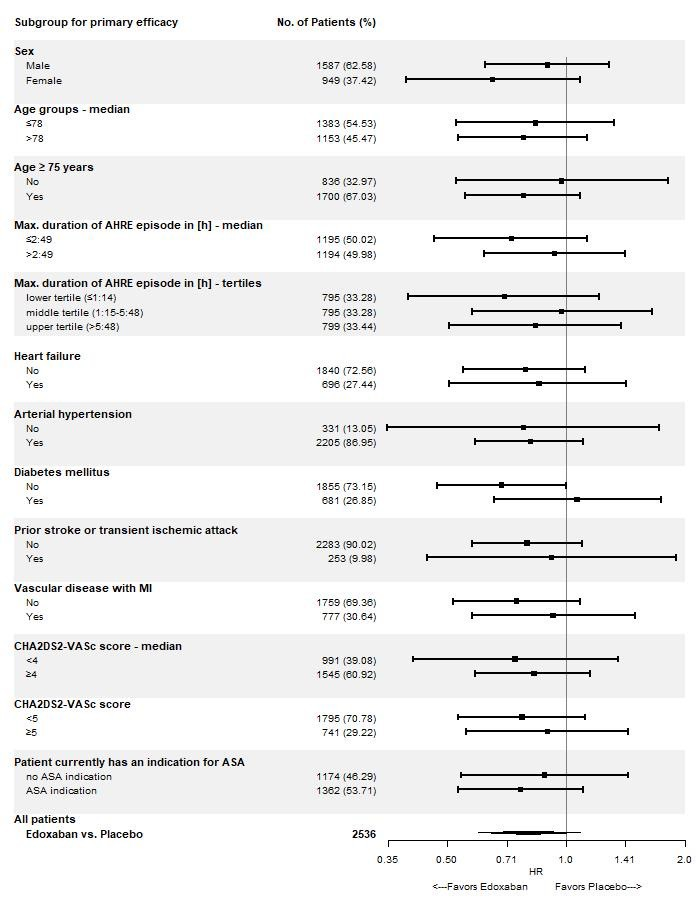 Subgroup for primary efficacy No. of Patients (%)
Sex
Male 1587 (62.58)
Female 949 (37.42)
Age groups - median
≤78 1383 (54.53)
>78 1153 (45.47)
Age ≥ 75 years
No 836 (32.97)
Yes 1700 (67.03)
Max. duration of AHRE episode in [h] - median
≤2:49 1195 (50.02)
>2:49 1194 (49.98)
Max. duration of AHRE episode in [h] - tertiles
lower tertile (≤1:14) 795 (33.28)
middle tertile (1:15-5:48) 795 (33.28)
upper tertile (>5:48) 799 (33.44)
Heart failure
No 1840 (72.56)
Yes 696 (27.44)
Arterial hypertension
No 331 (13.05)
Yes 2205 (86.95)
Diabetes mellitus
No 1855 (73.15)
Yes 681 (26.85)
Prior stroke or transient ischemic attack
No 2283 (90.02)
Yes 253 (9.98)
Vascular disease with MI
No 1759 (69.36)
Yes 777 (30.64)
CHA2DS2-VASc score - median
<4 991 (39.08)
≥4 1545 (60.92)
CHA2DS2-VASc score
<5 1795 (70.78)
≥5 741 (29.22)
Patient currently has an indication for ASA
no ASA indication 1174 (46.29)
ASA indication 1362 (53.71)
All patients
Edoxaban vs. Placebo 2536
0.35 0.50 0.71 1.0 1.41 2.0
HR
<---Favors Edoxaban Favors Placebo--->